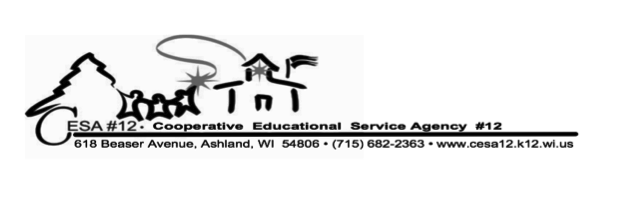 CESA #12 • Cooperative Educational Service Agency #12
618 Beaser Avenue, Ashland, WI 54806 • (715) 682-2363 • www.cesa12.k12.wi.us